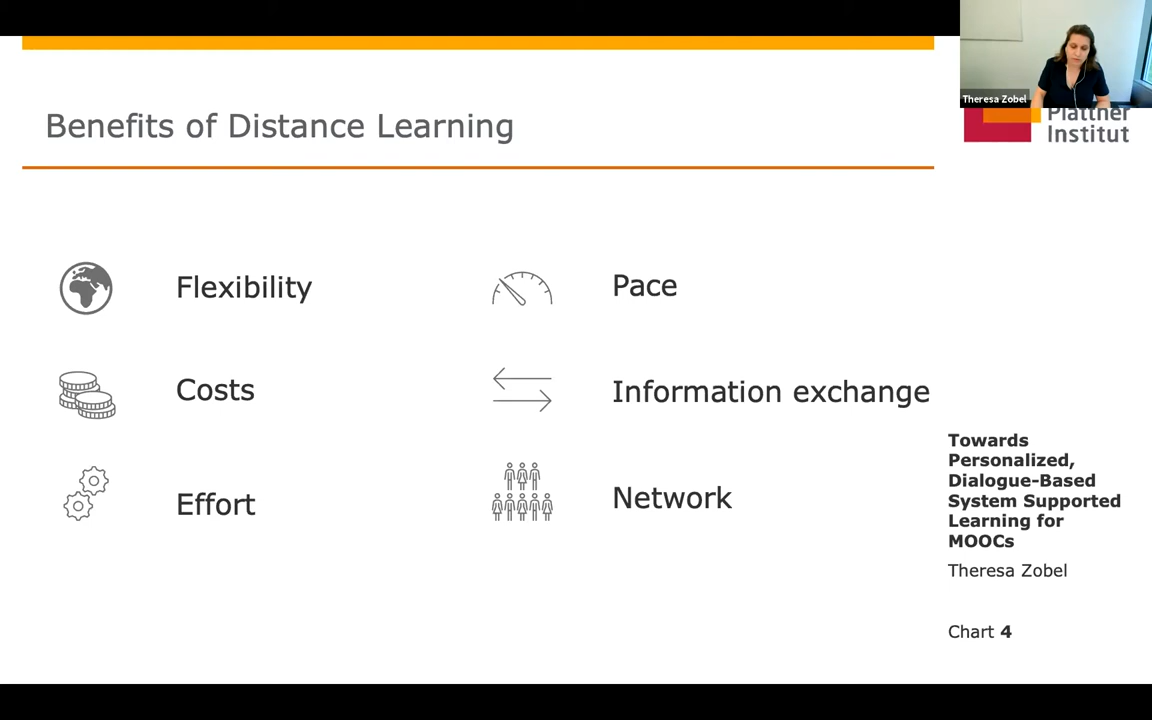 Theresa Zobel
Plattner
Institut
Benefits of Distance Learning
Flexibility
Pace
Costs
Information exchange
Effort
Network
Towards
Personalized,
Dialogue-Based
System Supported
Learning for
MOOCs
Theresa Zobel
Chart 4